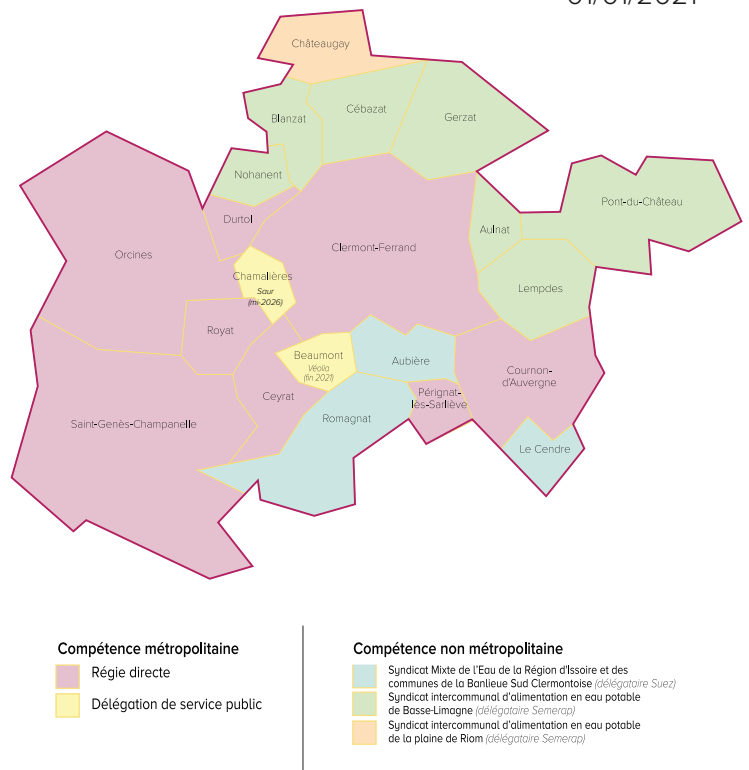 01/01/2021
Châteaugay
Cébazat
Blanzat
Gerzat
Nohanent
Pont-du-Château
Durtol
Aulnat
Orcines
Clermont-Ferrand
Chamalières
Saur
(mi-2026)
Lempdes
Royat
Beaumont
Véolia
(fin 2021)
Aubière
Cournon-
d'Auvergne
Ceyrat
Pérignat
-lès-Sarliève
Saint-Genès-Champanelle
Romagnat
Le Cendre
Compétence métropolitaine
Régie directe
Délégation de service public
Compétence non métropolitaine
Syndicat Mixte de l'Eau de la Région d'Issoire et des
communes de la Banlieue Sud Clermontoise (délégataire Suez)
Syndicat intercommunal d'alimentation en eau potable
de Basse-Limagne (délégataire Semerap)
Syndicat intercommunal d'alimentation en eau potable
de la plaine de Riom (délégataire Semerap)